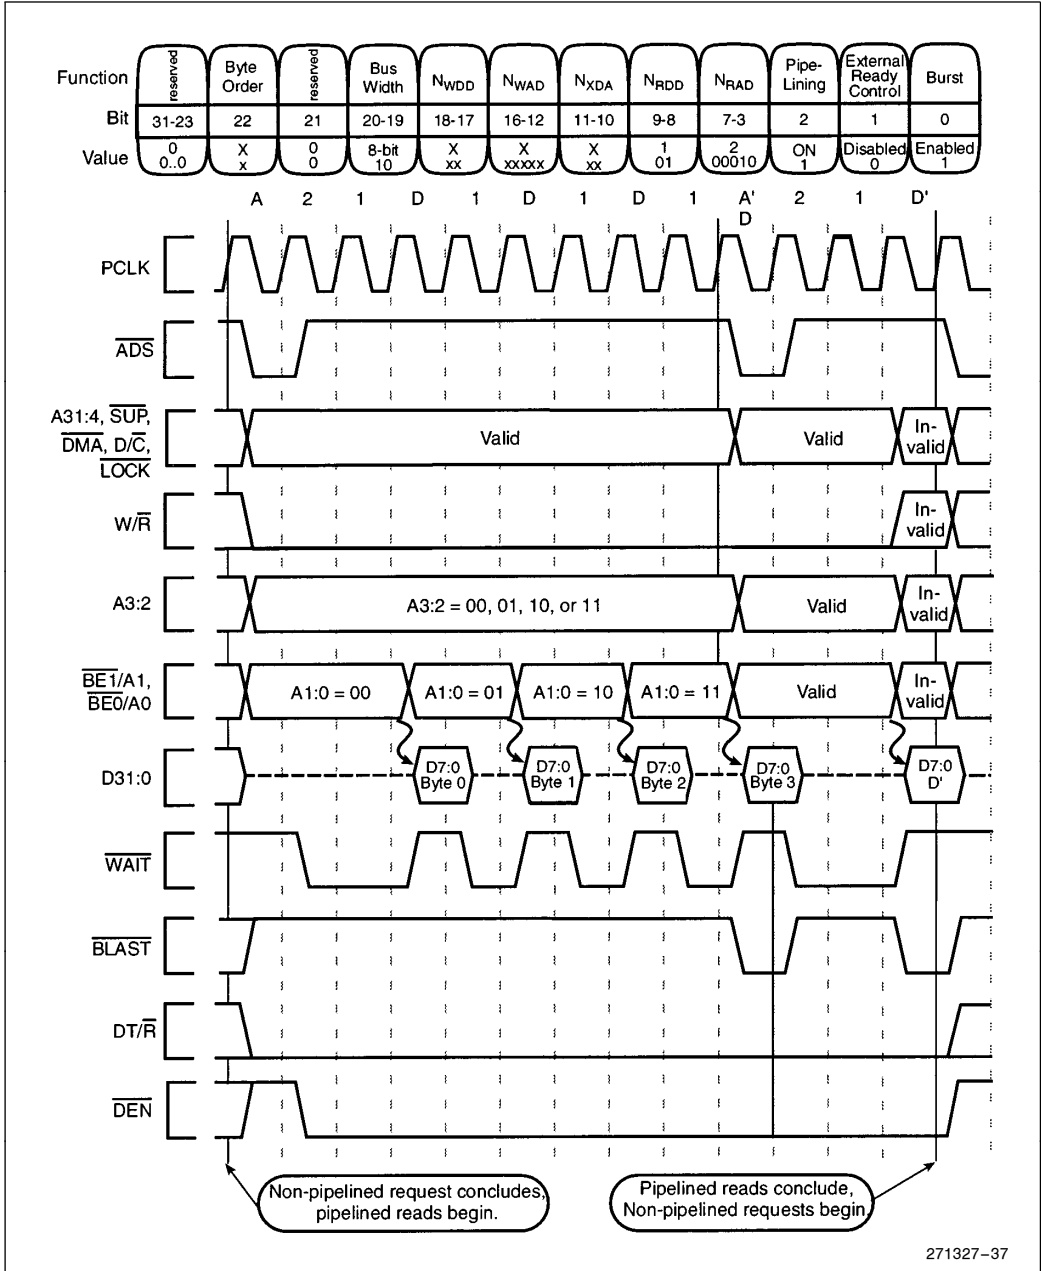 Function reserved Byte Order reserved Bus Width NWDD NWAD NXDA NRDD NRAD Pipe-Lining External Ready Control Burst
Bit 31-23 22 21 20-19 18-17 16-12 11-10 9-8 7-3 2 1 0
Value 0 0..0 X x 0 0 8-bit 10 X xx X xxxxx X xx 1 01 2 00010 ON 1 Disabled 0 Enabled 1
A 2 1 D 1 D 1 D 1 A' D 2 1 D'
PCLK
ADS
A31:4, SUP, DMA, D/C, LOCK Valid Valid In-valid
W/R In-valid
A3:2 A3:2 = 00, 01, 10, or 11 Valid In-valid
BE1/A1, BE0/A0 A1:0 = 00 A1:0 = 01 A1:0 = 10 A1:0 = 11 Valid In-valid
D31:0 D7:0 Byte 0 D7:0 Byte 1 D7:0 Byte 2 D7:0 Byte 3 D7:0 D'
WAIT
BLAST
DT/R
DEN
Non-pipelined request concludes,
pipelined reads begin.
Pipelined reads conclude,
Non-pipelined requests begin.
271327-37